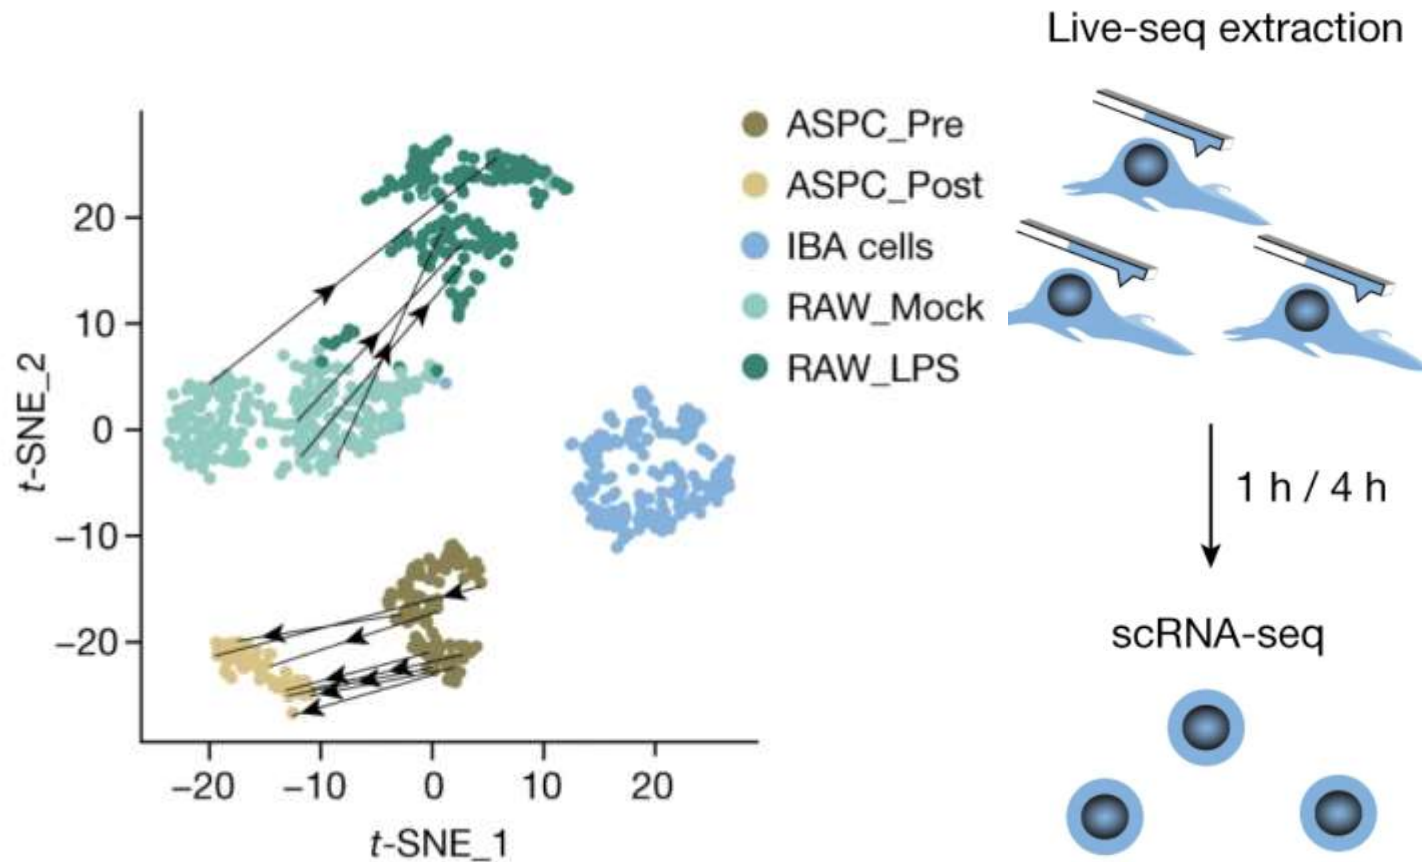 Live-seq extraction
ASPC_Pre
ASPC_Post
IBA cells
RAW_Mock
RAW_LPS
t-SNE_2
20
10
0
−10
−20
−20 −10 0 10 20
t-SNE_1
1 h / 4 h
scRNA-seq